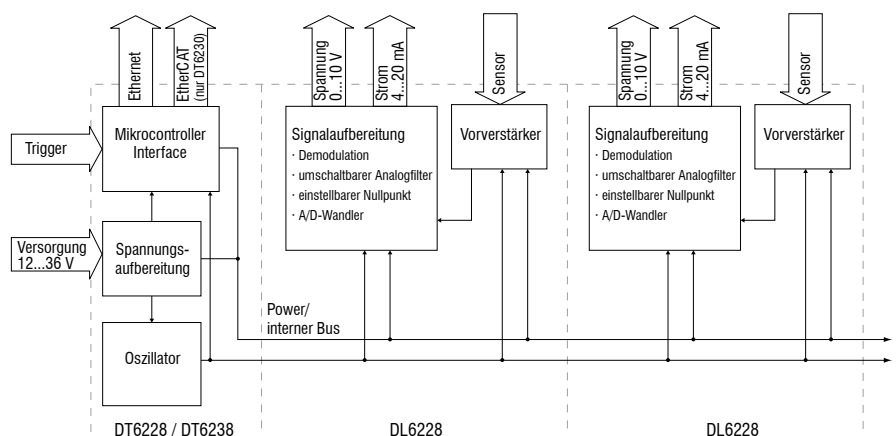 Ethernet
EtherCAT
(nur DT6230)
Spannung
0...10 V
Strom
4...20 mA
Sensor
Spannung
0...10 V
Strom
4...20 mA
Sensor
Trigger
Mikrocontroller
Interface
Signalaufbereitung
· Demodulation
· umschaltbarer Analogfilter
· einstellbarer Nullpunkt
· A/D-Wandler
Vorverstärker
Signalaufbereitung
· Demodulation
· umschaltbarer Analogfilter
· einstellbarer Nullpunkt
· A/D-Wandler
Vorverstärker
Versorgung
12...36 V
Spannungs-
aufbereitung
Power/
interner Bus
Oszillator
DT6228 / DT6238
DL6228
DL6228